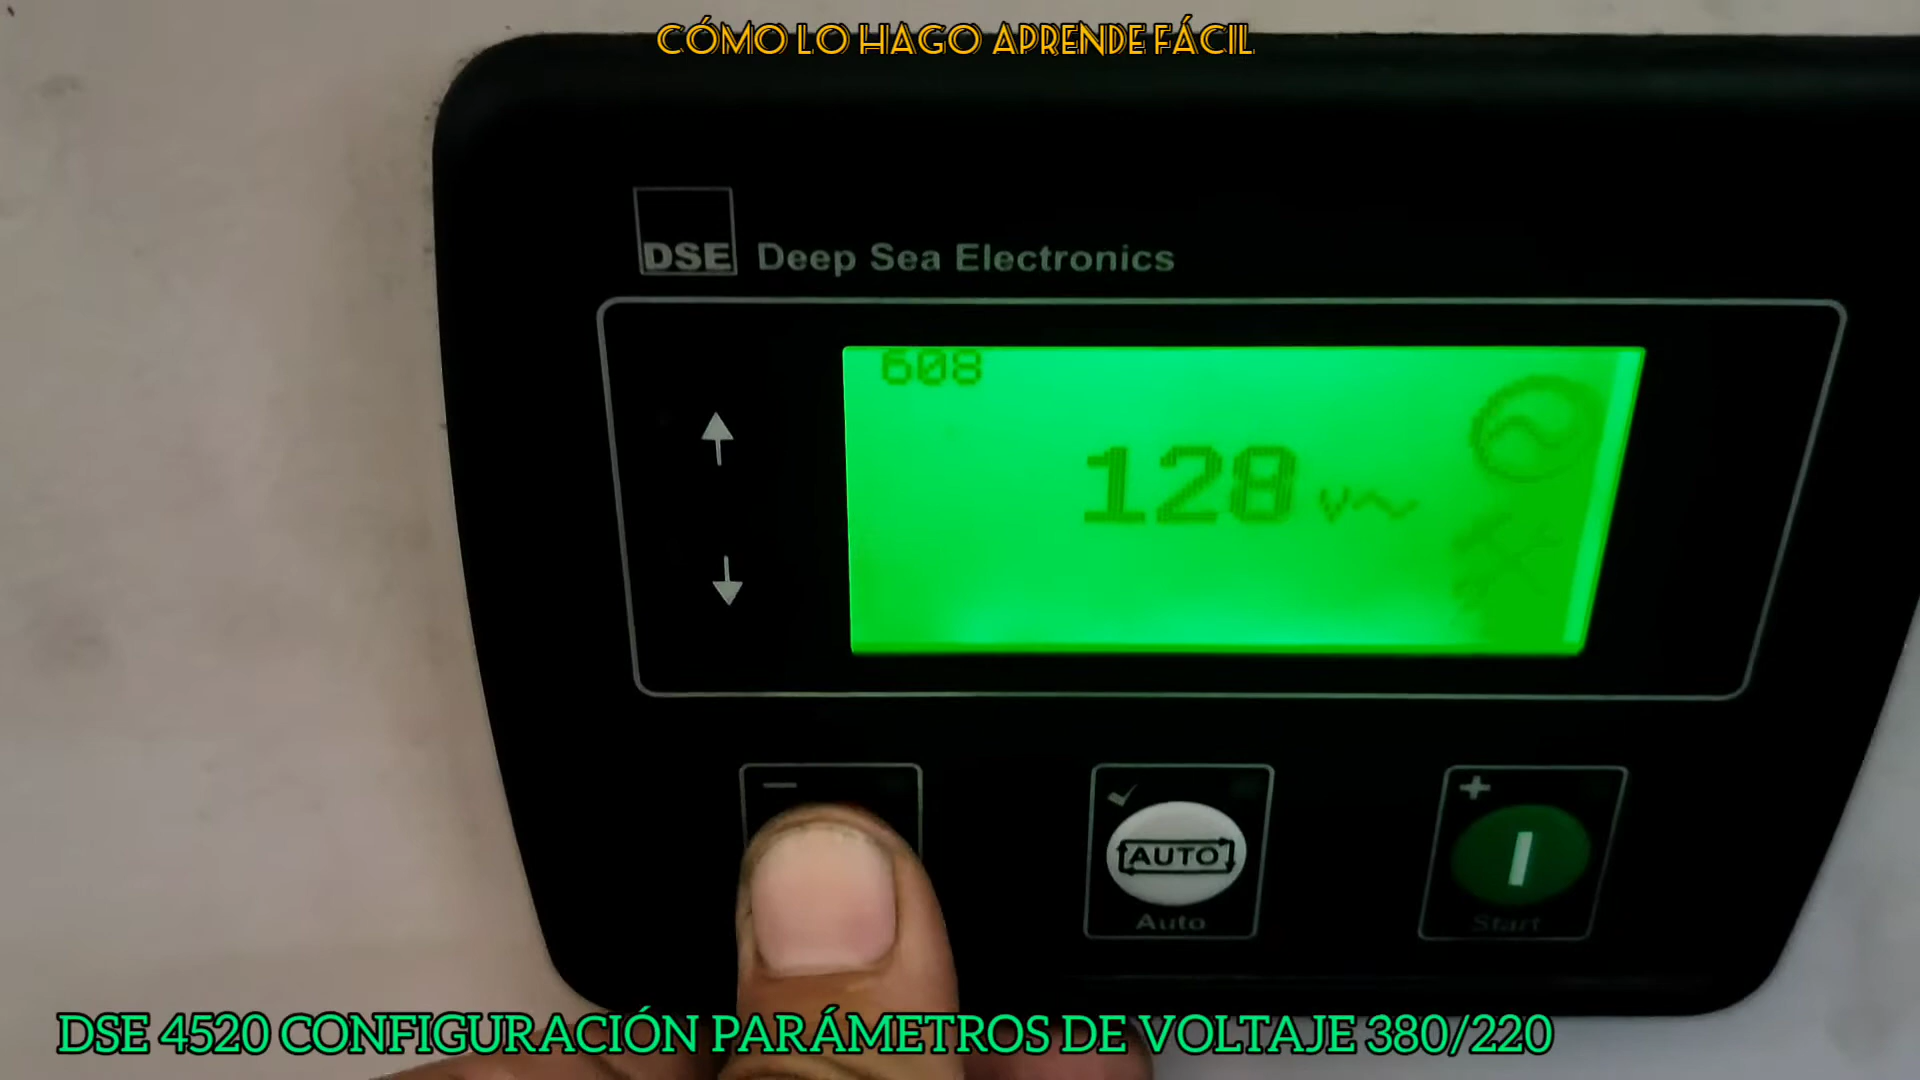 CÓMO LO HAGO APRENDE FÁCIL
DSE Deep Sea Electronics
608
128 V~
AUTO
Auto
Start
DSE 4520 CONFIGURACIÓN PARÁMETROS DE VOLTAJE 380/220